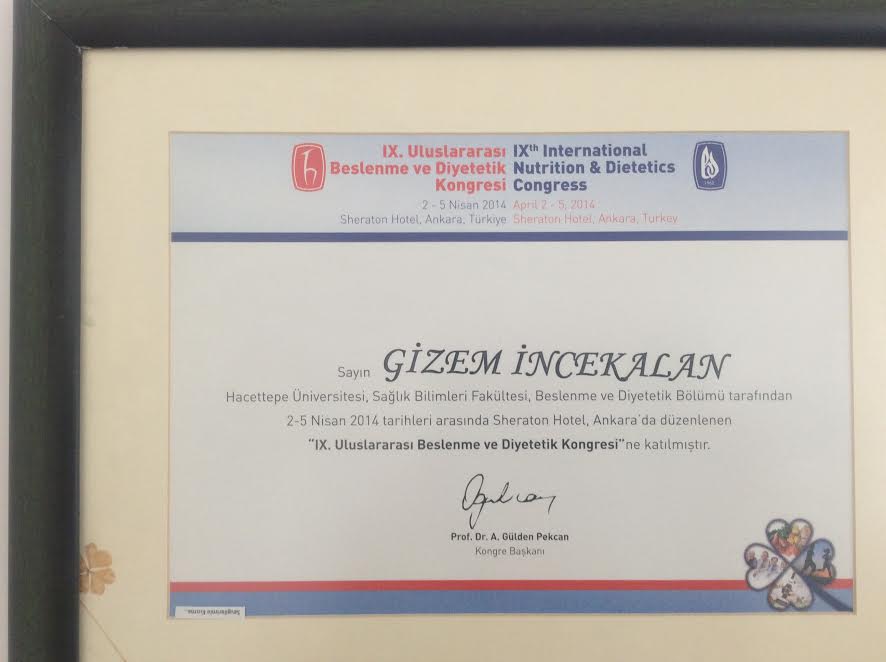 IX. Uluslararası
Beslenme ve Diyetetik
Kongresi
2 - 5 Nisan 2014
Sheraton Hotel, Ankara, Türkiye
IXth International
Nutrition & Dietetics
Congress
April 2 - 5, 2014
Sheraton Hotel, Ankara, Turkey
Sayın GİZEM İNCEKALAN
Hacettepe Üniversitesi, Sağlık Bilimleri Fakültesi, Beslenme ve Diyetetik Bölümü tarafından
2-5 Nisan 2014 tarihleri arasında Sheraton Hotel, Ankara'da düzenlenen
“IX. Uluslararası Beslenme ve Diyetetik Kongresi”ne katılmıştır.
Prof. Dr. A. Gülden Pekcan
Kongre Başkanı